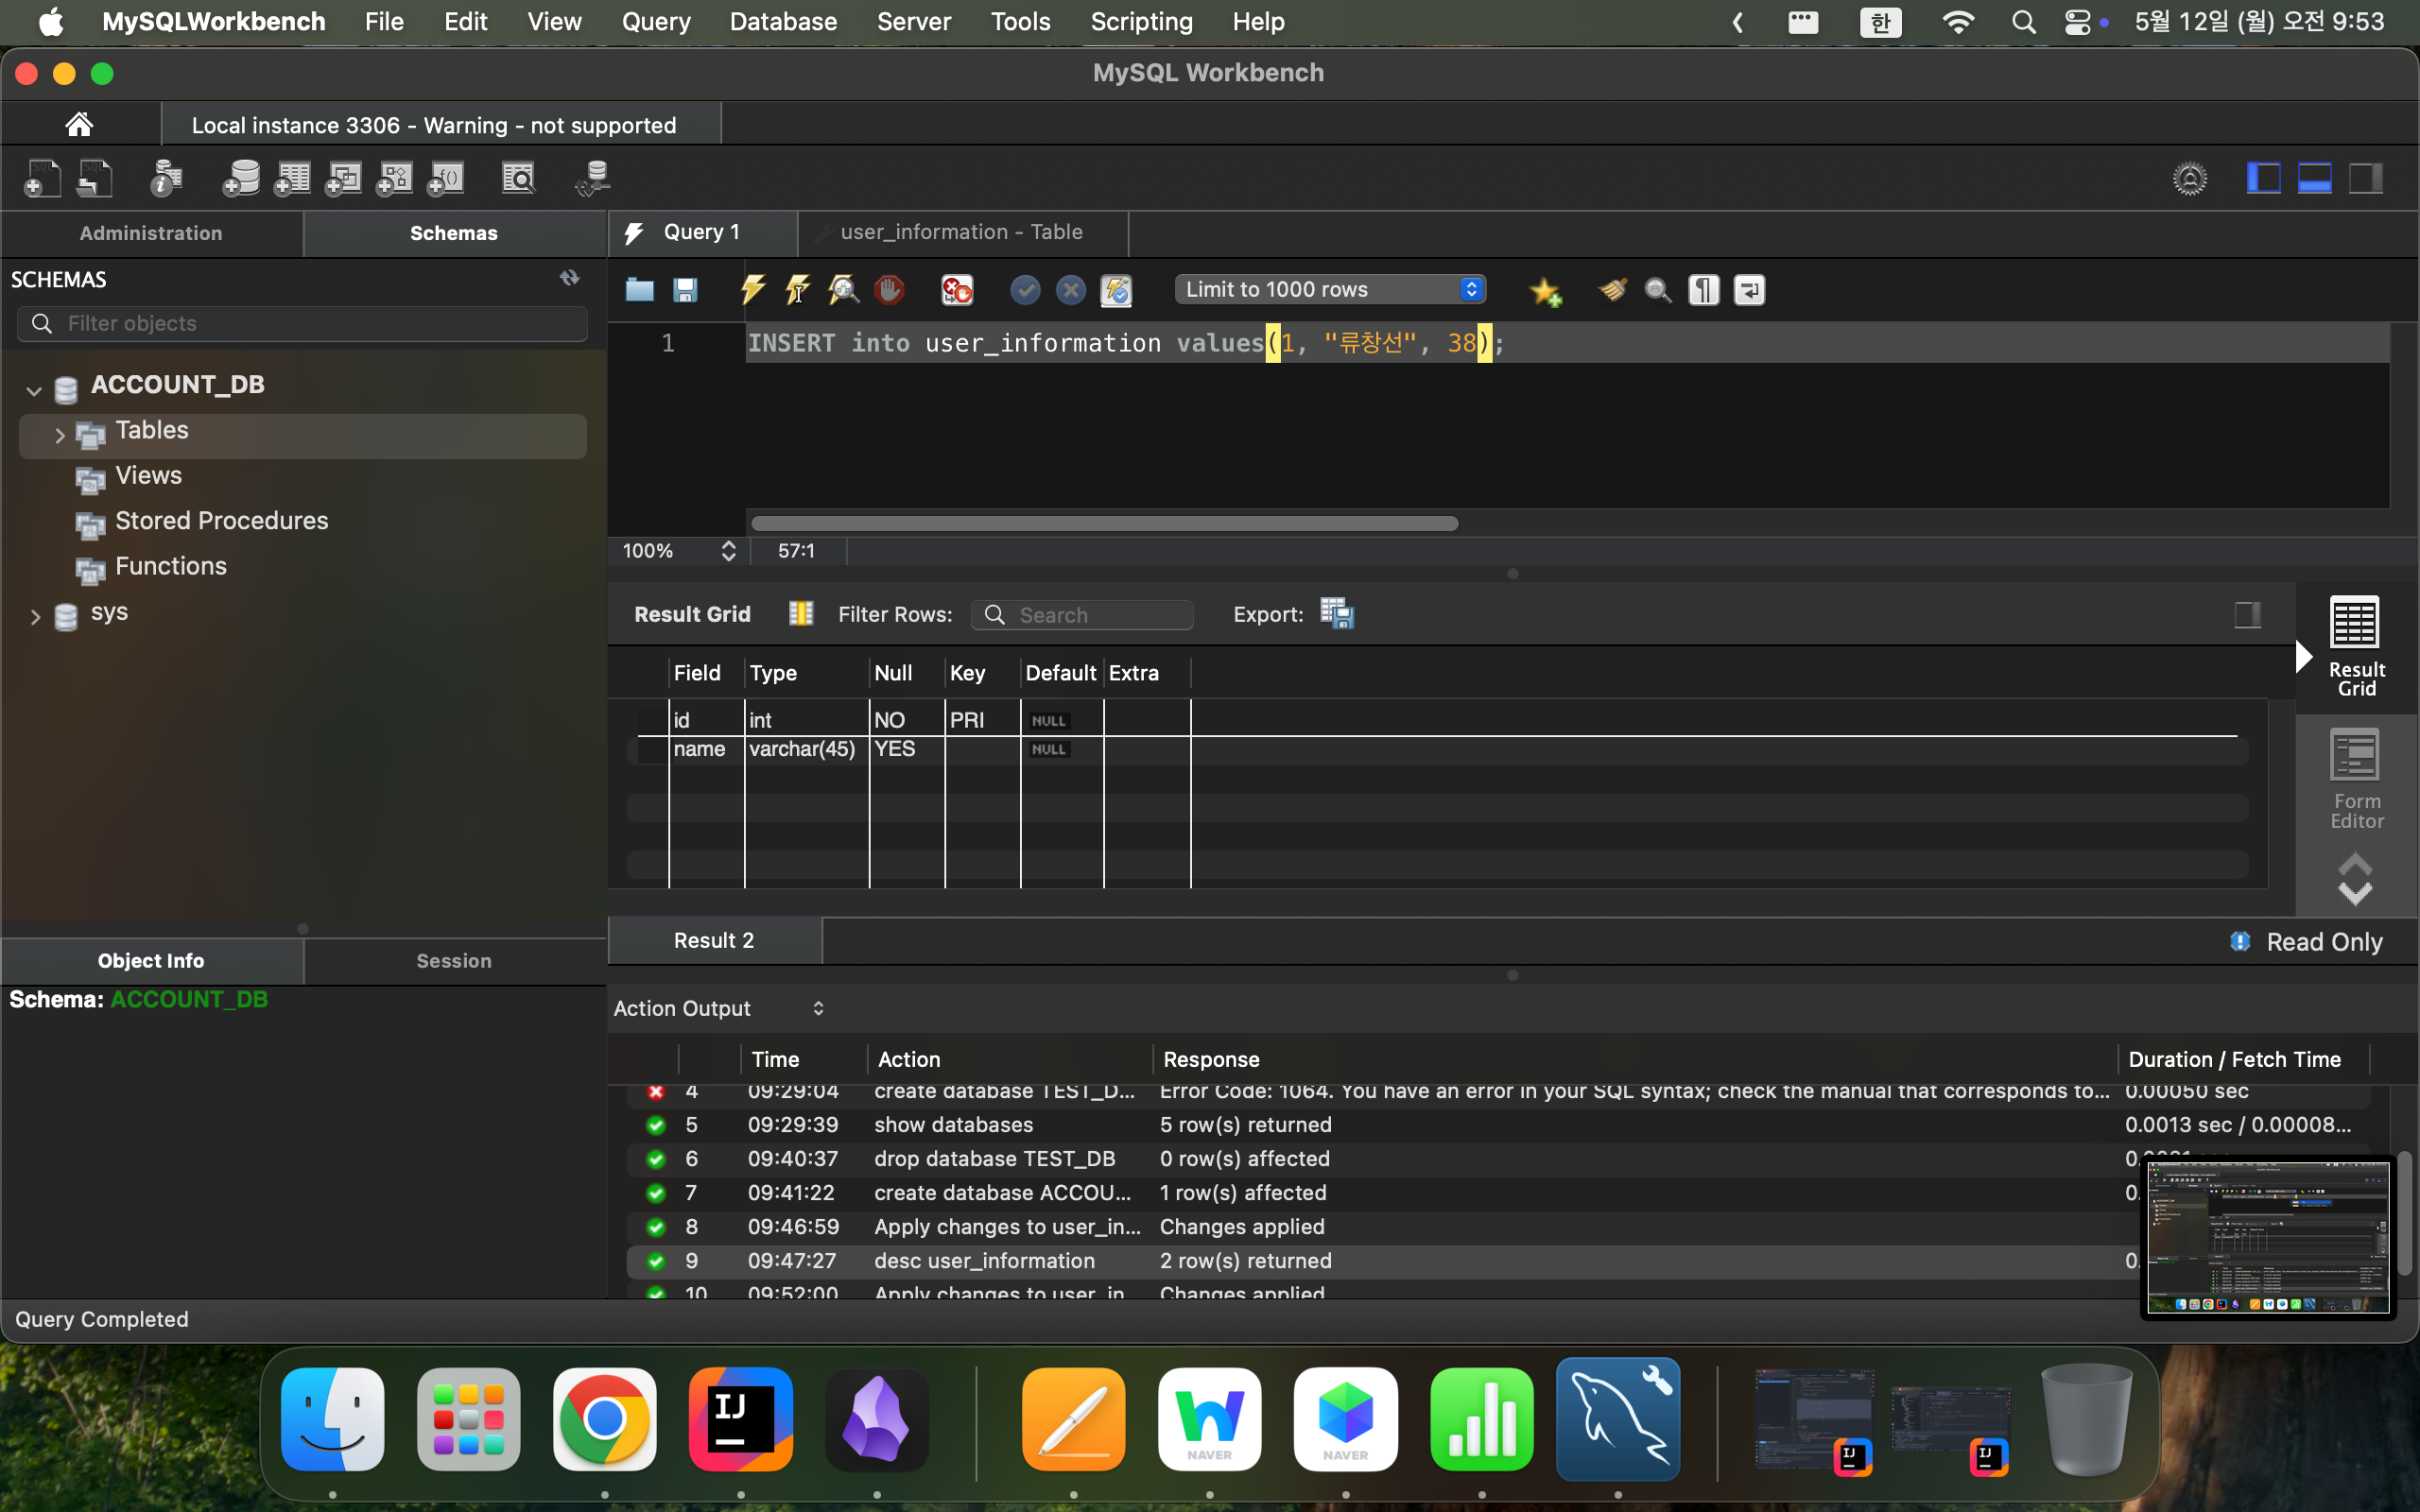 MySQLWorkbench File Edit View Query Database Server Tools Scripting Help 한 5월 12일 (월) 오전 9:53
MySQL Workbench
Local instance 3306 - Warning - not supported
Administration Schemas Query 1 user_information - Table
SCHEMAS
Filter objects
Limit to 1000 rows
1 INSERT into user_information values(1, "류창선", 38);
ACCOUNT_DB
Tables
Views
Stored Procedures
Functions
sys
100% 57:1
Result Grid Filter Rows: Search Export:
Result Grid
Form Editor
Field Type Null Key Default Extra
id int NO PRI NULL
name varchar(45) YES NULL
Result 2 Read Only
Object Info Session
Schema: ACCOUNT_DB
Action Output
Time Action Response Duration / Fetch Time
4 09:29:04 create database TEST_D... Error Code: 1064. You have an error in your SQL syntax; check the manual that corresponds to... 0.00050 sec
5 09:29:39 show databases 5 row(s) returned 0.0013 sec / 0.00008...
6 09:40:37 drop database TEST_DB 0 row(s) affected
7 09:41:22 create database ACCOU... 1 row(s) affected 0.
8 09:46:59 Apply changes to user_in... Changes applied
9 09:47:27 desc user_information 2 row(s) returned 0.
10 09:52:00 Apply changes to user_in... Changes applied
Query Completed
IJ
NAVER
NAVER
IJ
IJ